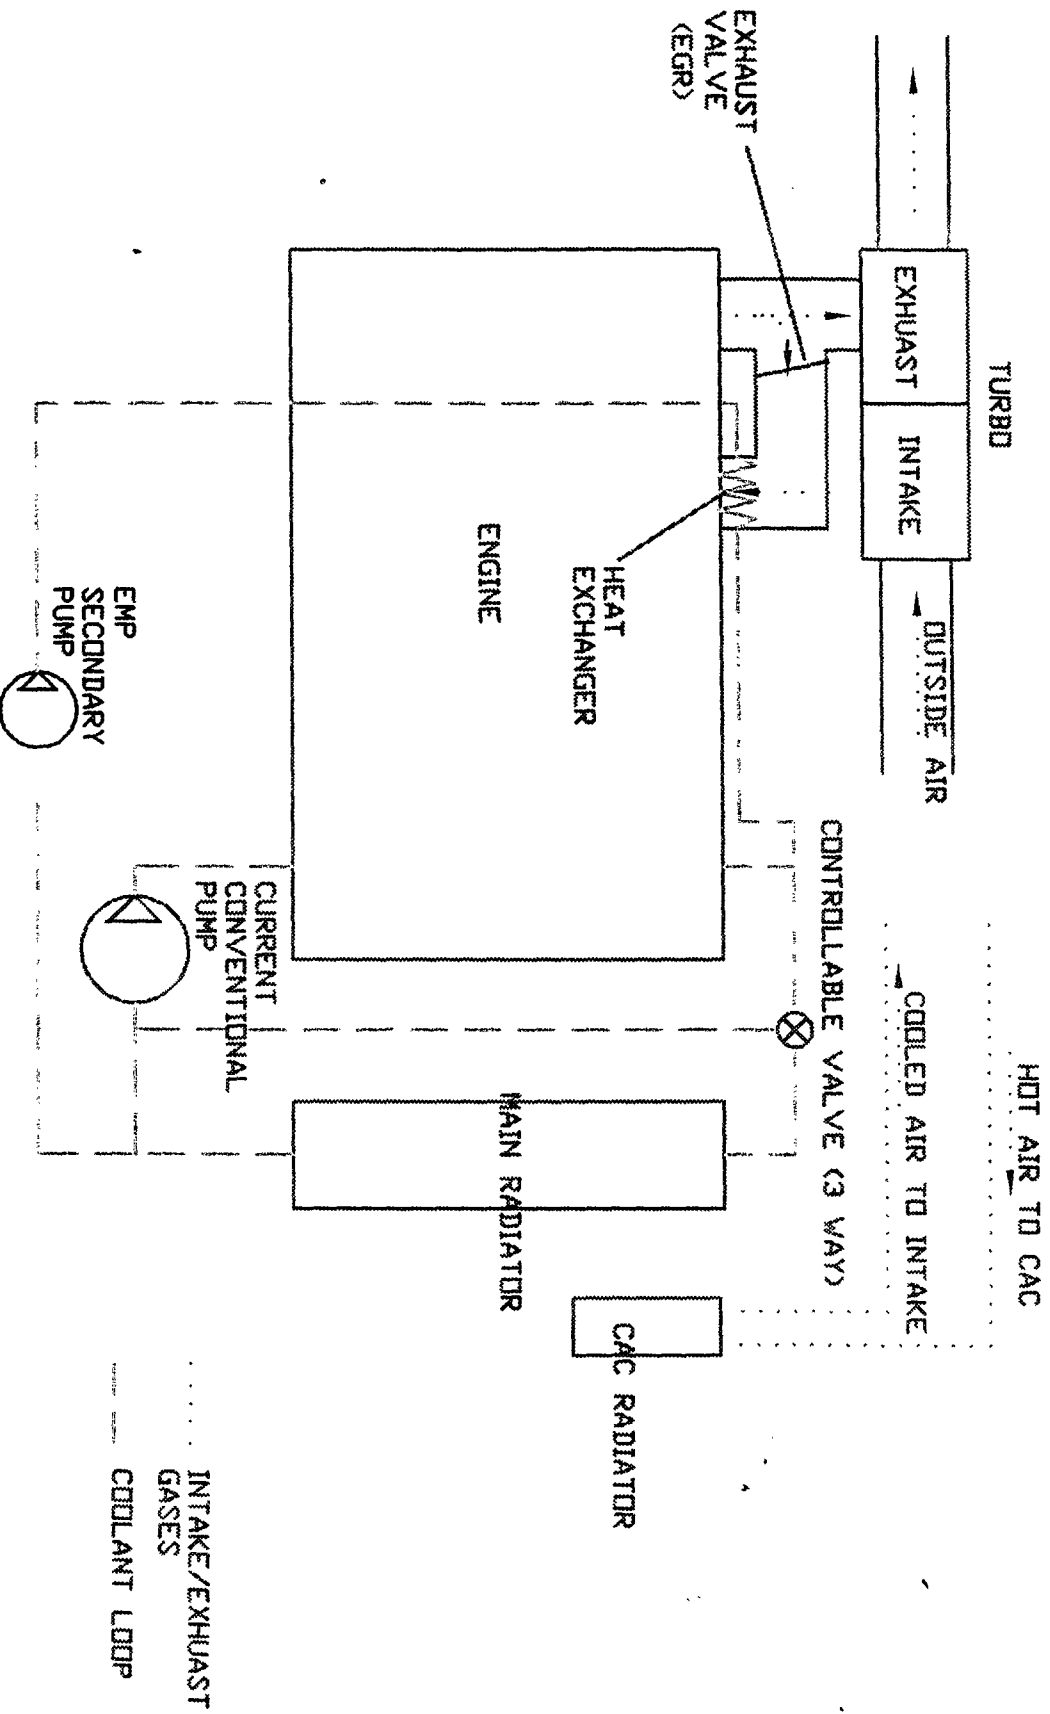 TURBO
EXHUAST
INTAKE
OUTSIDE AIR
HOT AIR TO CAC
COOLED AIR TO INTAKE
EXHAUST
VALVE
(EGR)
CONTROLLABLE VALVE (3 WAY)
HEAT
EXCHANGER
ENGINE
MAIN RADIATOR
CAC RADIATOR
CURRENT
CONVENTIONAL
PUMP
EMP
SECONDARY
PUMP
INTAKE/EXHUAST
GASES
COOLANT LOOP